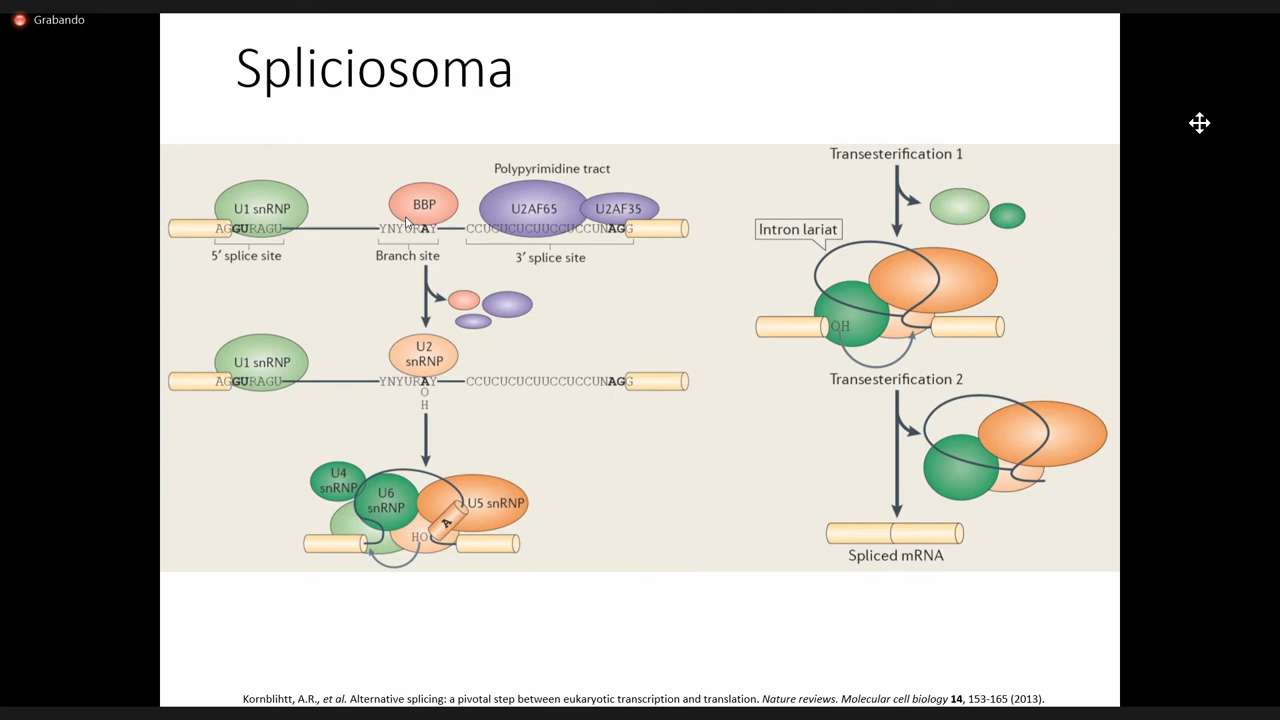 Grabando
Spliciosoma
Polypyrimidine tract
U1 snRNP
BBP
U2AF65
U2AF35
AGGURAGU
YNYURAY
CCUCUCUCUUCCUCCUNAGG
5′ splice site
Branch site
3′ splice site
U1 snRNP
U2
snRNP
AGGURAGU
YNYURAY
CCUCUCUCUUCCUCCUNAGG
O
H
U4
snRNP
U6
snRNP
U5 snRNP
A
HO
Transesterification 1
Intron lariat
OH
Transesterification 2
Spliced mRNA
Kornblihtt, A.R., et al. Alternative splicing: a pivotal step between eukaryotic transcription and translation. Nature reviews. Molecular cell biology 14, 153-165 (2013).